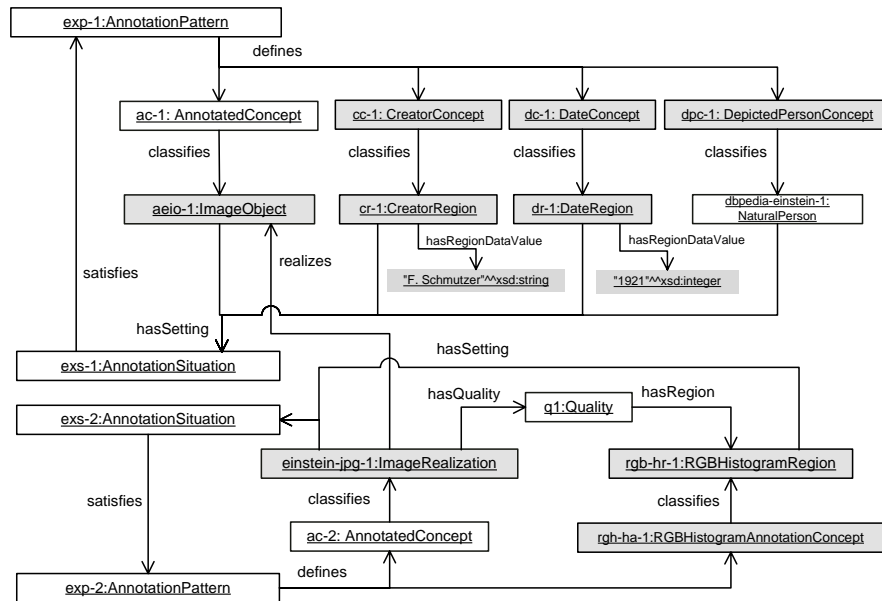 exp-1:AnnotationPattern
defines
ac-1: AnnotatedConcept
cc-1: CreatorConcept
dc-1: DateConcept
dpc-1: DepictedPersonConcept
classifies
classifies
classifies
classifies
aeio-1:ImageObject
cr-1:CreatorRegion
dr-1:DateRegion
dbpedia-einstein-1:
NaturalPerson
hasRegionDataValue
hasRegionDataValue
satisfies
realizes
"F. Schmutzer"^^xsd:string
"1921"^^xsd:integer
hasSetting
exs-1:AnnotationSituation
hasSetting
hasQuality
q1:Quality
hasRegion
exs-2:AnnotationSituation
einstein-jpg-1:ImageRealization
rgb-hr-1:RGBHistogramRegion
satisfies
classifies
classifies
ac-2: AnnotatedConcept
rgh-ha-1:RGBHistogramAnnotationConcept
exp-2:AnnotationPattern
defines